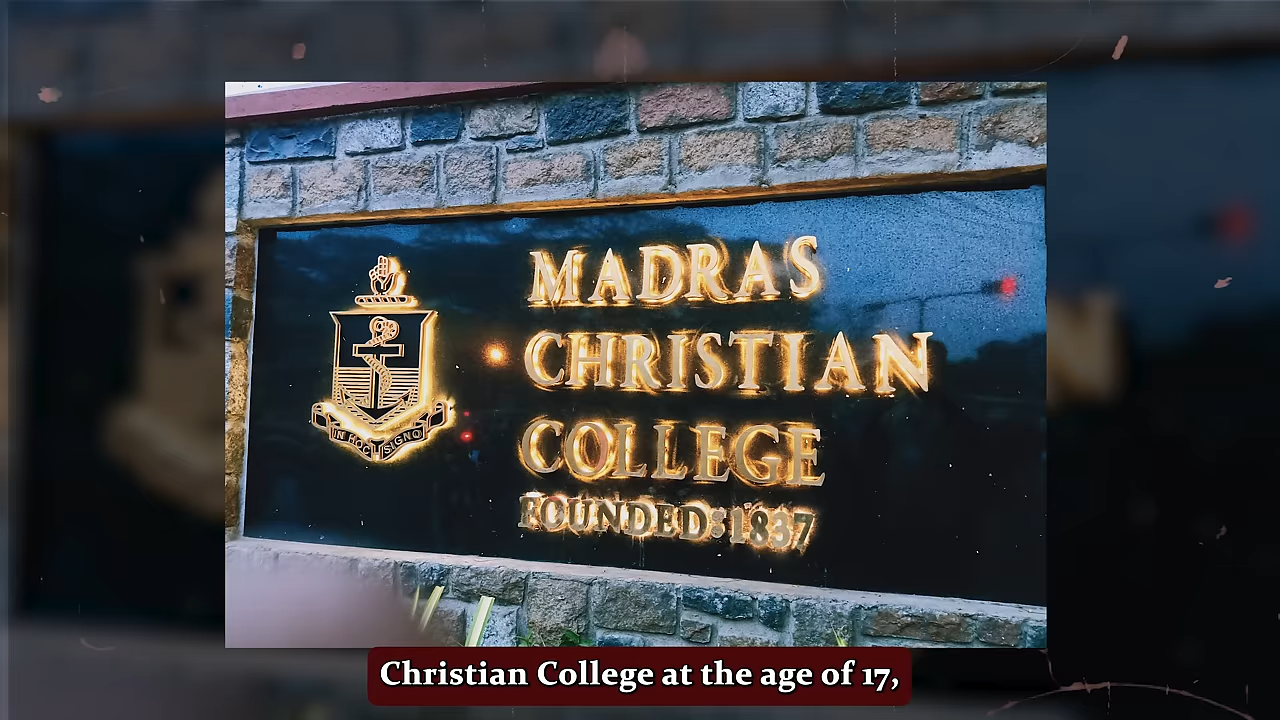 MADRAS
CHRISTIAN
COLLEGE
FOUNDED:1837
IN HOC SIGNO
Christian College at the age of 17,